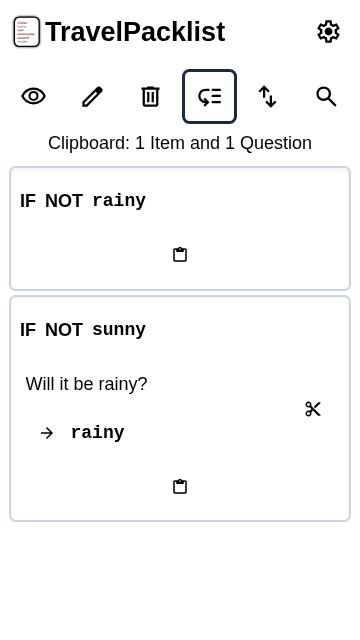 TravelPacklist
Clipboard: 1 Item and 1 Question
IF NOT rainy
IF NOT sunny
Will it be rainy?
→ rainy